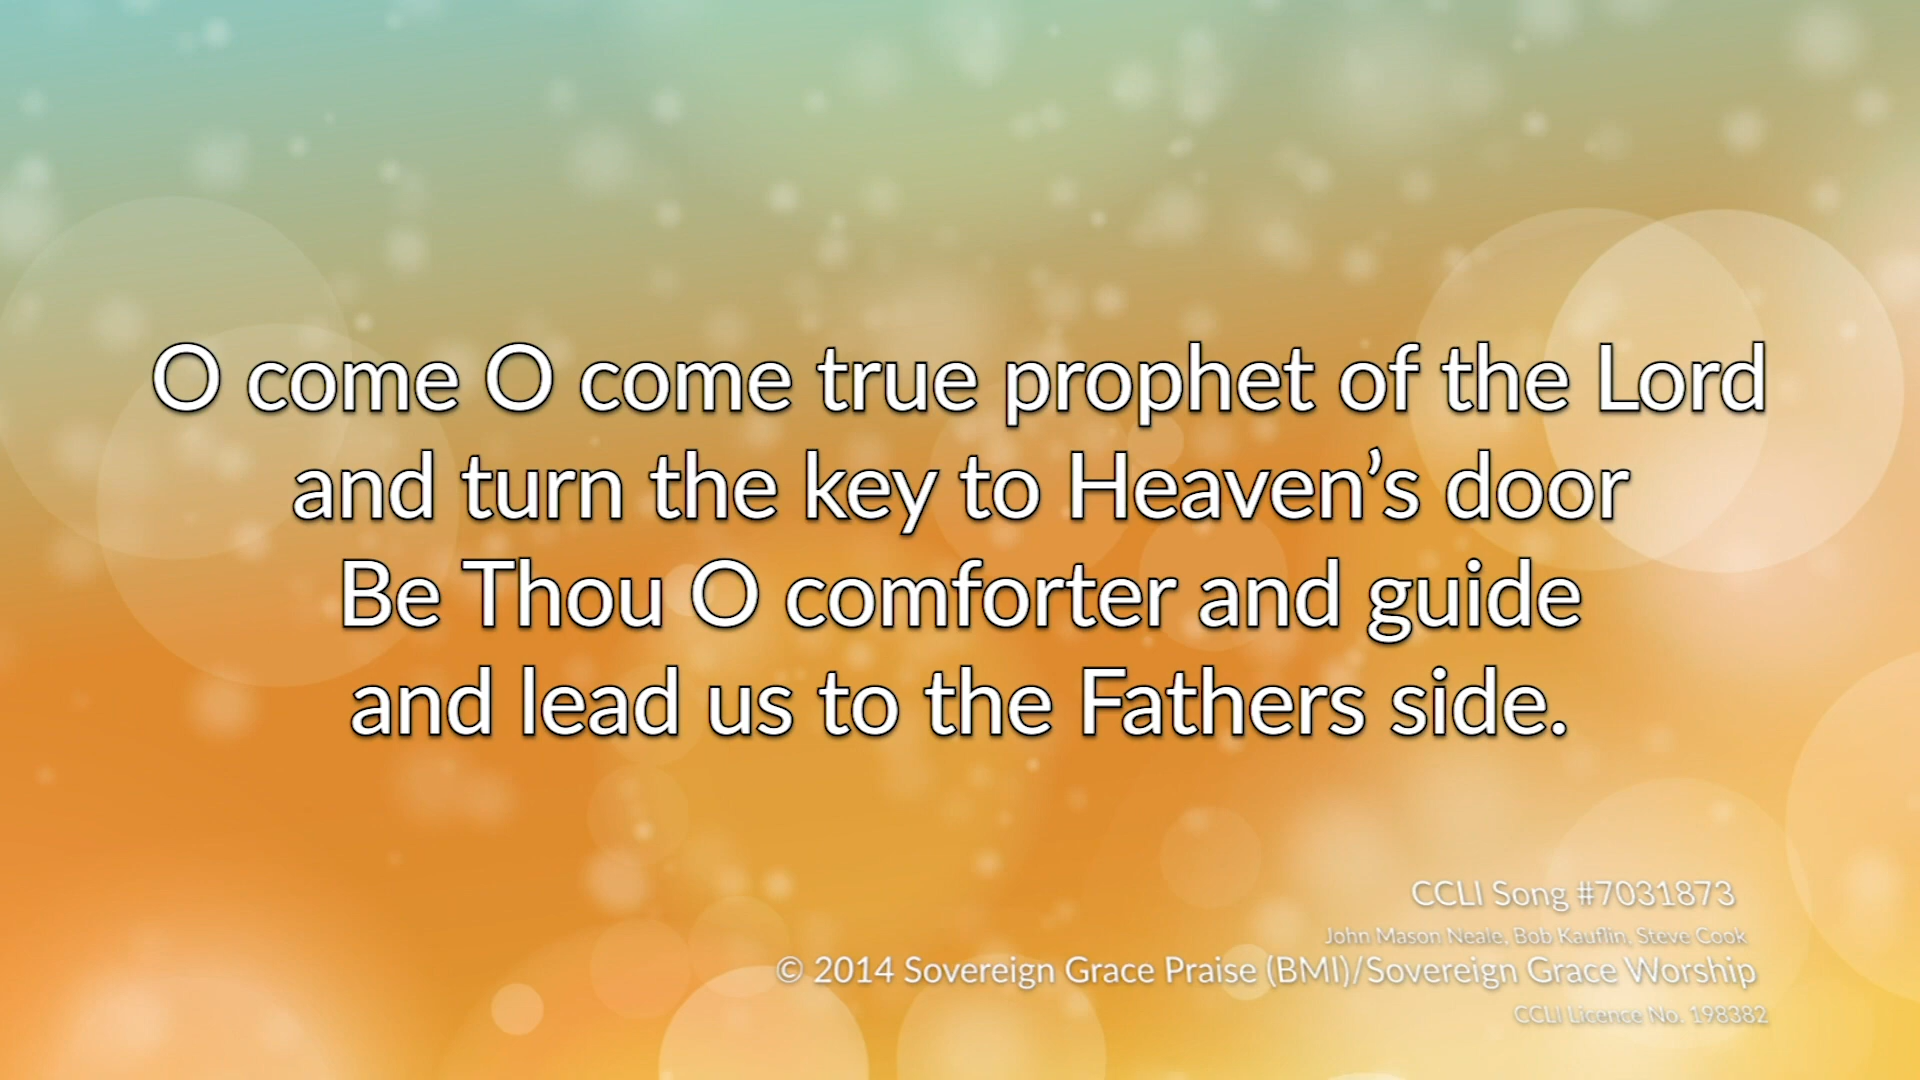 O come O come true prophet of the Lord
and turn the key to Heaven’s door
Be Thou O comforter and guide
and lead us to the Fathers side.
CCLI Song #7031873
John Mason Neale, Bob Kauflin, Steve Cook
© 2014 Sovereign Grace Praise (BMI)/Sovereign Grace Worship
CCLI Licence No. 198382